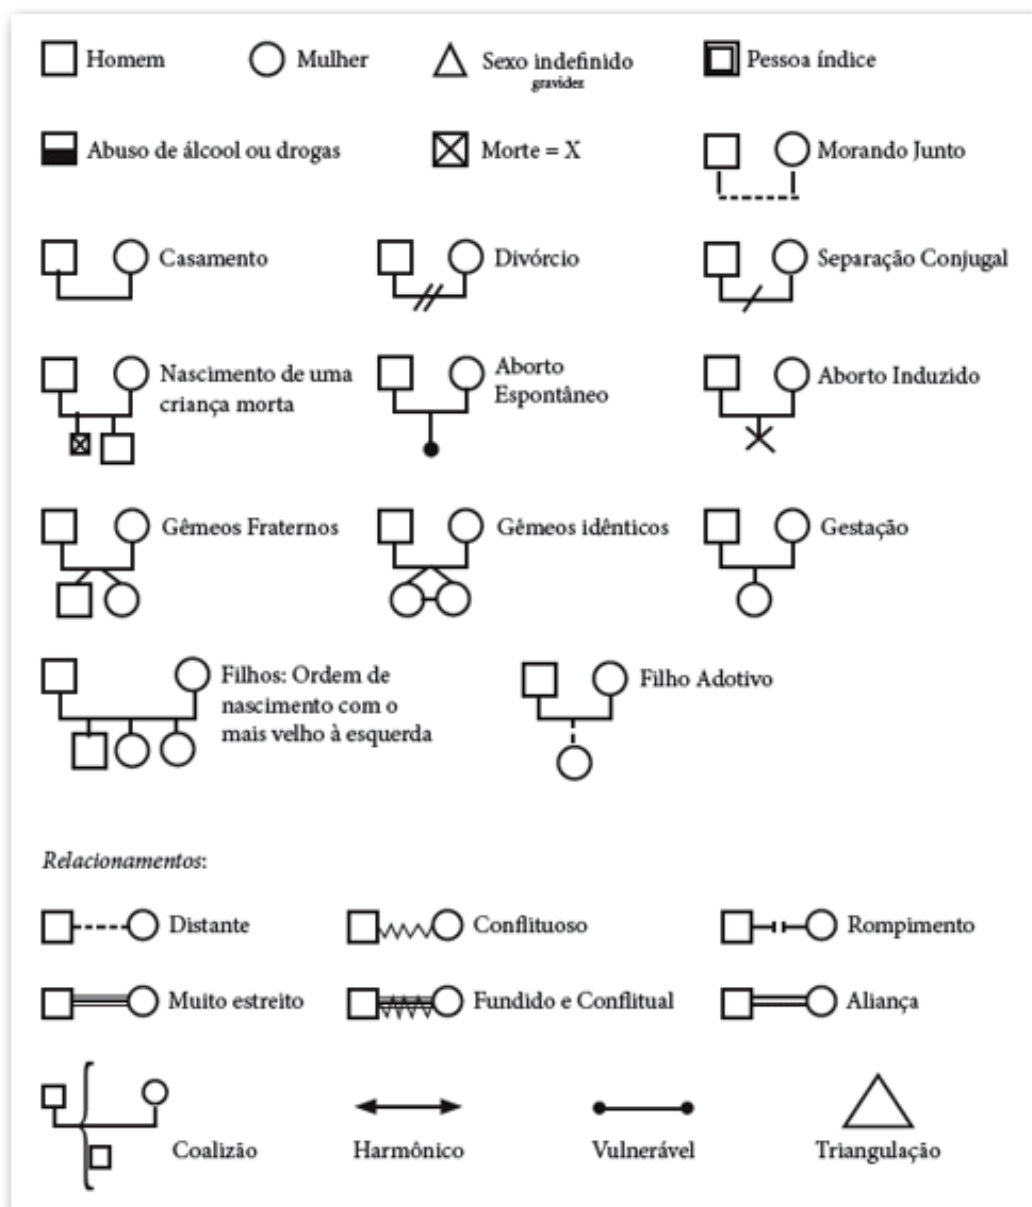 Homem
Mulher
Sexo indefinido
gravidez
Pessoa índice
Abuso de álcool ou drogas
Morte = X
Morando Junto
Casamento
Divórcio
Separação Conjugal
Nascimento de uma
criança morta
Aborto
Espontâneo
Aborto Induzido
Gêmeos Fraternos
Gêmeos idênticos
Gestação
Filhos: Ordem de
nascimento com o
mais velho à esquerda
Filho Adotivo
Relacionamentos:
Distante
Conflituoso
Rompimento
Muito estreito
Fundido e Conflitual
Aliança
Coalizão
Harmônico
Vulnerável
Triangulação